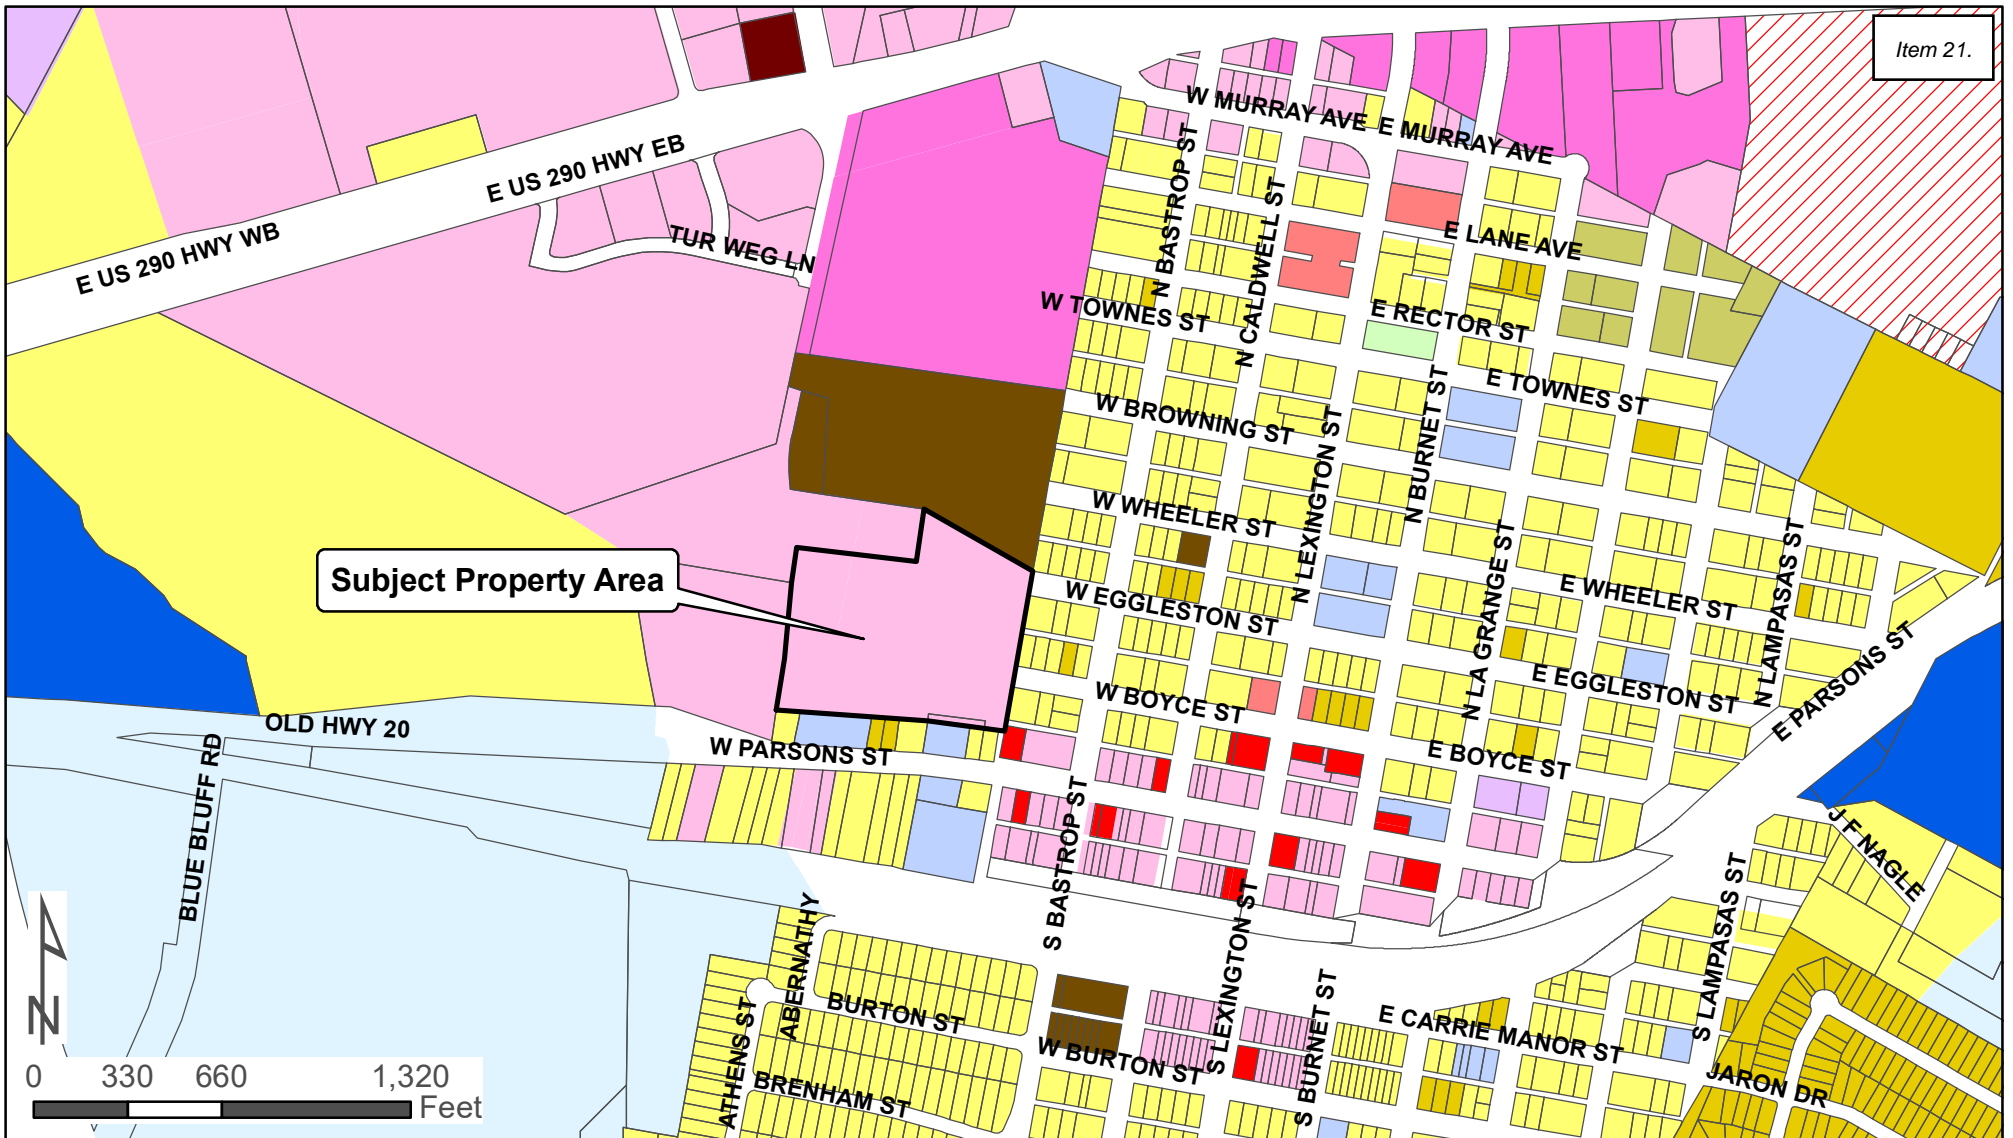 Item 21.
W MURRAY AVE
E MURRAY AVE
E US 290 HWY EB
E US 290 HWY WB
TUR WEG LN
N BASTROP ST
N CALDWELL ST
E LANE AVE
W TOWNES ST
E RECTOR ST
E TOWNES ST
W BROWNING ST
N LEXINGTON ST
N BURNET ST
W WHEELER ST
N LA GRANGE ST
E WHEELER ST
N LAMPASAS ST
Subject Property Area
W EGGLESTON ST
E EGGLESTON ST
E PARSONS ST
W BOYCE ST
E BOYCE ST
OLD HWY 20
W PARSONS ST
BLUE BLUFF RD
S BASTROP ST
J F NAGLE
S LAMPASAS ST
ABERNATHY
S LEXINGTON ST
S BURNET ST
ATHENS ST
BURTON ST
E CARRIE MANOR ST
W BURTON ST
BRENHAM ST
JARON DR
N
0 330 660 1,320
Feet